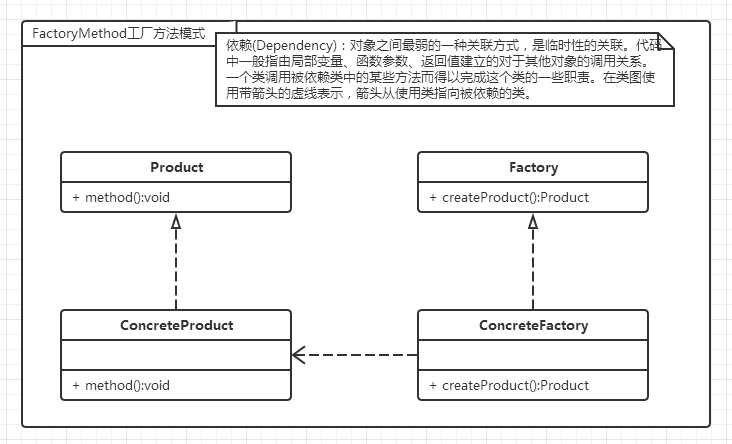 FactoryMethod工厂方法模式
依赖(Dependency)：对象之间最弱的一种关联方式，是临时性的关联。代码
中一般指由局部变量、函数参数、返回值建立的对于其他对象的调用关系。
一个类调用被依赖类中的某些方法而得以完成这个类的一些职责。在类图使
用带箭头的虚线表示，箭头从使用类指向被依赖的类。
Product
+ method():void
Factory
+ createProduct():Product
ConcreteProduct
+ method():void
ConcreteFactory
+ createProduct():Product